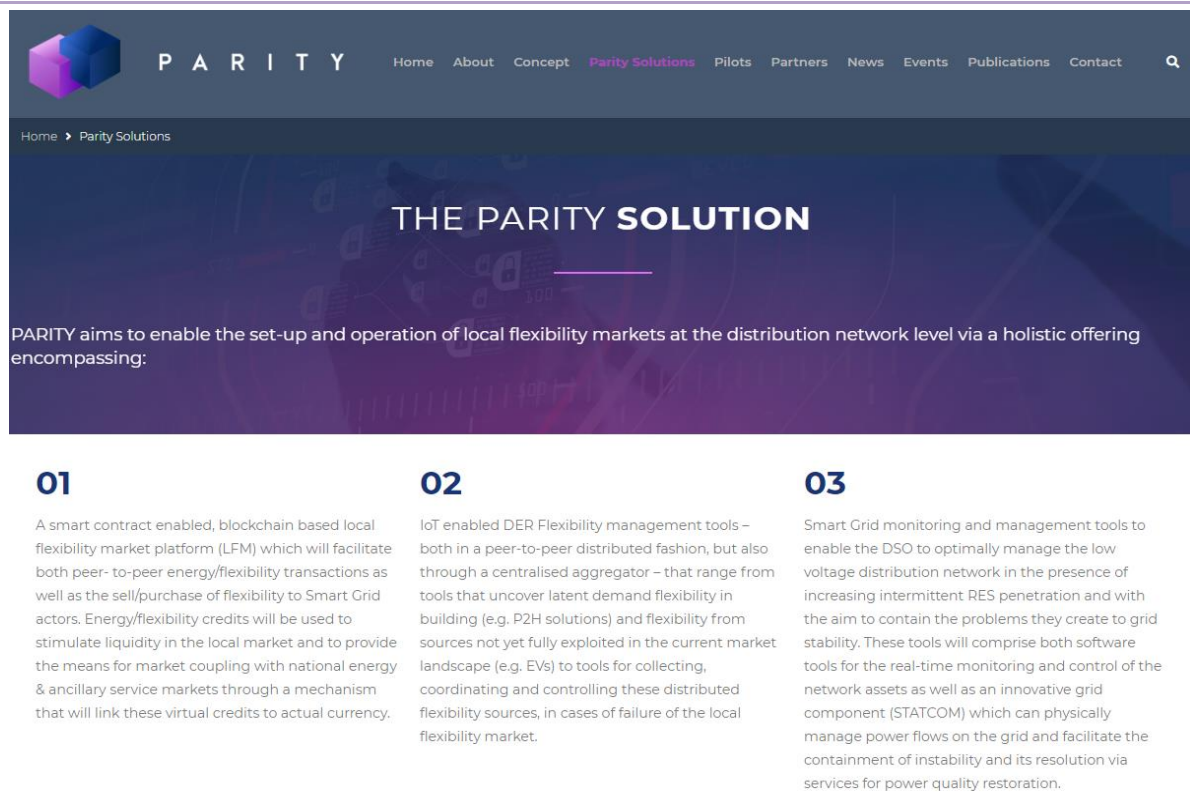 PARITY
Home About Concept Parity Solutions Pilots Partners News Events Publications Contact
Home > Parity Solutions
THE PARITY SOLUTION
PARITY aims to enable the set-up and operation of local flexibility markets at the distribution network level via a holistic offering
encompassing:
01
A smart contract enabled, blockchain based local
flexibility market platform (LFM) which will facilitate
both peer- to-peer energy/flexibility transactions as
well as the sell/purchase of flexibility to Smart Grid
actors. Energy/flexibility credits will be used to
stimulate liquidity in the local market and to provide
the means for market coupling with national energy
& ancillary service markets through a mechanism
that will link these virtual credits to actual currency.
02
IoT enabled DER Flexibility management tools –
both in a peer-to-peer distributed fashion, but also
through a centralised aggregator – that range from
tools that uncover latent demand flexibility in
building (e.g. P2H solutions) and flexibility from
sources not yet fully exploited in the current market
landscape (e.g. EVs) to tools for collecting,
coordinating and controlling these distributed
flexibility sources, in cases of failure of the local
flexibility market.
03
Smart Grid monitoring and management tools to
enable the DSO to optimally manage the low
voltage distribution network in the presence of
increasing intermittent RES penetration and with
the aim to contain the problems they create to grid
stability. These tools will comprise both software
tools for the real-time monitoring and control of the
network assets as well as an innovative grid
component (STATCOM) which can physically
manage power flows on the grid and facilitate the
containment of instability and its resolution via
services for power quality restoration.